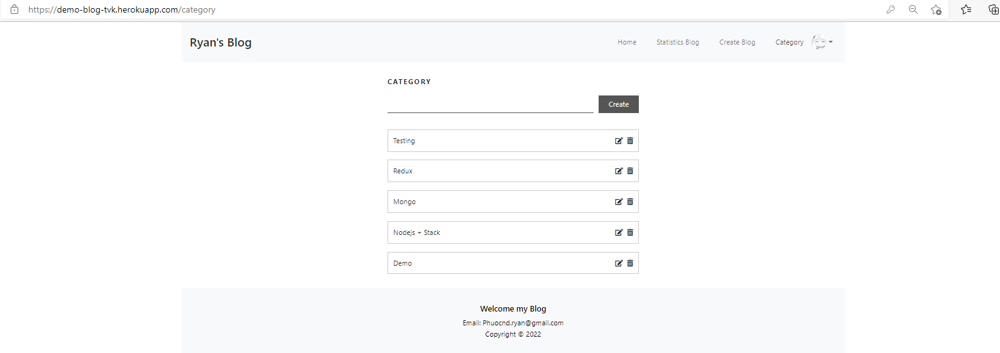 https://demo-blog-tvk.herokuapp.com/category
Ryan's Blog
Home
Statistics Blog
Create Blog
Category
CATEGORY
Create
Testing
Redux
Mongo
Nodejs + Stack
Demo
Welcome my Blog
Email: Phuocnd.ryan@gmail.com
Copyright © 2022